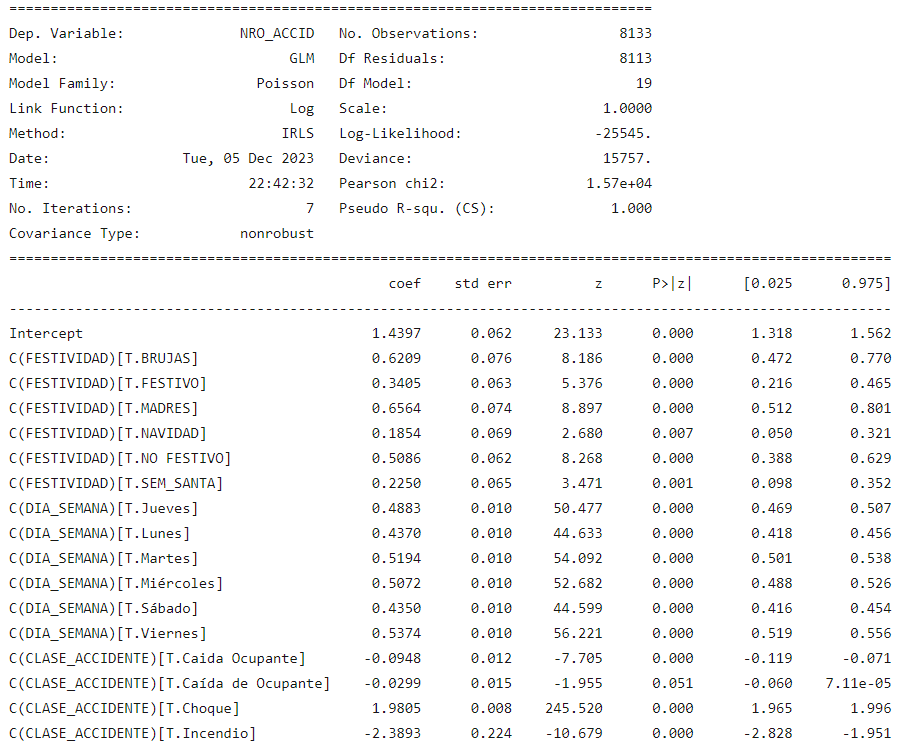 ==============================================================================
Dep. Variable: NRO_ACCID No. Observations: 8133
Model: GLM Df Residuals: 8113
Model Family: Poisson Df Model: 19
Link Function: Log Scale: 1.0000
Method: IRLS Log-Likelihood: -25545.
Date: Tue, 05 Dec 2023 Deviance: 15757.
Time: 22:42:32 Pearson chi2: 1.57e+04
No. Iterations: 7 Pseudo R-squ. (CS): 1.000
Covariance Type: nonrobust
===========================================================================================================
coef std err z P>|z| [0.025 0.975]
-----------------------------------------------------------------------------------------------------------
Intercept 1.4397 0.062 23.133 0.000 1.318 1.562
C(FESTIVIDAD)[T.BRUJAS] 0.6209 0.076 8.186 0.000 0.472 0.770
C(FESTIVIDAD)[T.FESTIVO] 0.3405 0.063 5.376 0.000 0.216 0.465
C(FESTIVIDAD)[T.MADRES] 0.6564 0.074 8.897 0.000 0.512 0.801
C(FESTIVIDAD)[T.NAVIDAD] 0.1854 0.069 2.680 0.007 0.050 0.321
C(FESTIVIDAD)[T.NO FESTIVO] 0.5086 0.062 8.268 0.000 0.388 0.629
C(FESTIVIDAD)[T.SEM_SANTA] 0.2250 0.065 3.471 0.001 0.098 0.352
C(DIA_SEMANA)[T.Jueves] 0.4883 0.010 50.477 0.000 0.469 0.507
C(DIA_SEMANA)[T.Lunes] 0.4370 0.010 44.633 0.000 0.418 0.456
C(DIA_SEMANA)[T.Martes] 0.5194 0.010 54.092 0.000 0.501 0.538
C(DIA_SEMANA)[T.Miércoles] 0.5072 0.010 52.682 0.000 0.488 0.526
C(DIA_SEMANA)[T.Sábado] 0.4350 0.010 44.599 0.000 0.416 0.454
C(DIA_SEMANA)[T.Viernes] 0.5374 0.010 56.221 0.000 0.519 0.556
C(CLASE_ACCIDENTE)[T.Caida Ocupante] -0.0948 0.012 -7.705 0.000 -0.119 -0.071
C(CLASE_ACCIDENTE)[T.Caída de Ocupante] -0.0299 0.015 -1.955 0.051 -0.060 7.11e-05
C(CLASE_ACCIDENTE)[T.Choque] 1.9805 0.008 245.520 0.000 1.965 1.996
C(CLASE_ACCIDENTE)[T.Incendio] -2.3893 0.224 -10.679 0.000 -2.828 -1.951